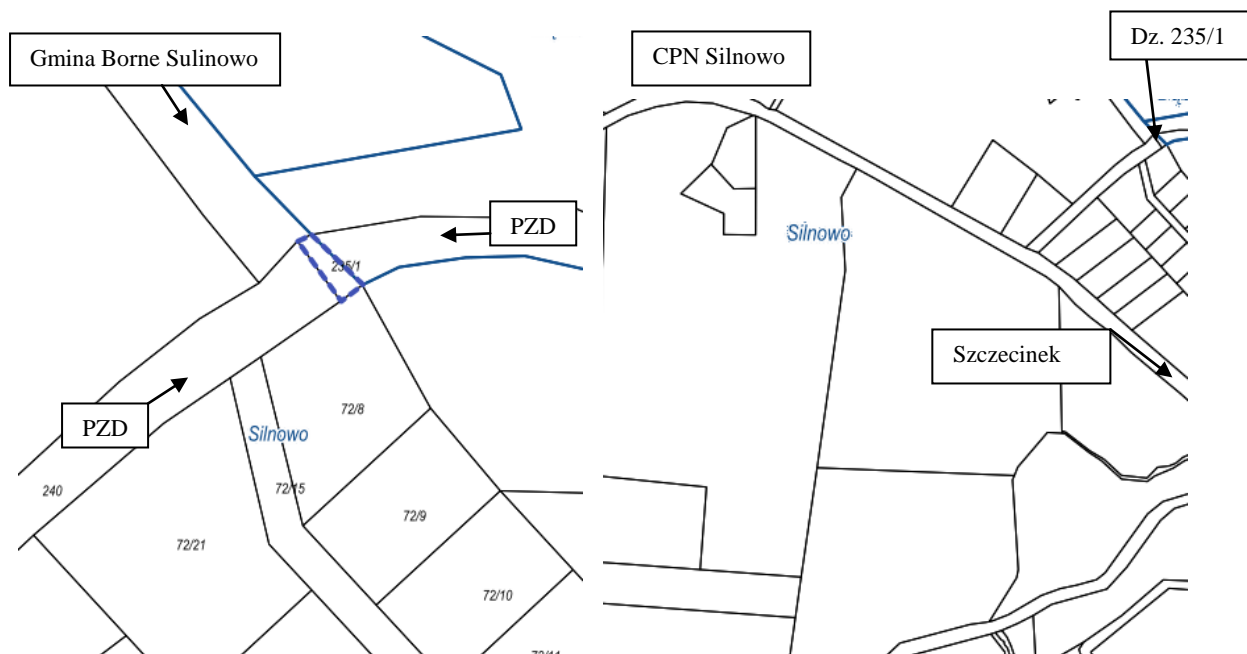 Gmina Borne Sulinowo
PZD
235/1
PZD
72/8
Silnowo
240
72/15
72/9
72/21
72/10
CPN Silnowo
Dz. 235/1
Silnowo
Szczecinek